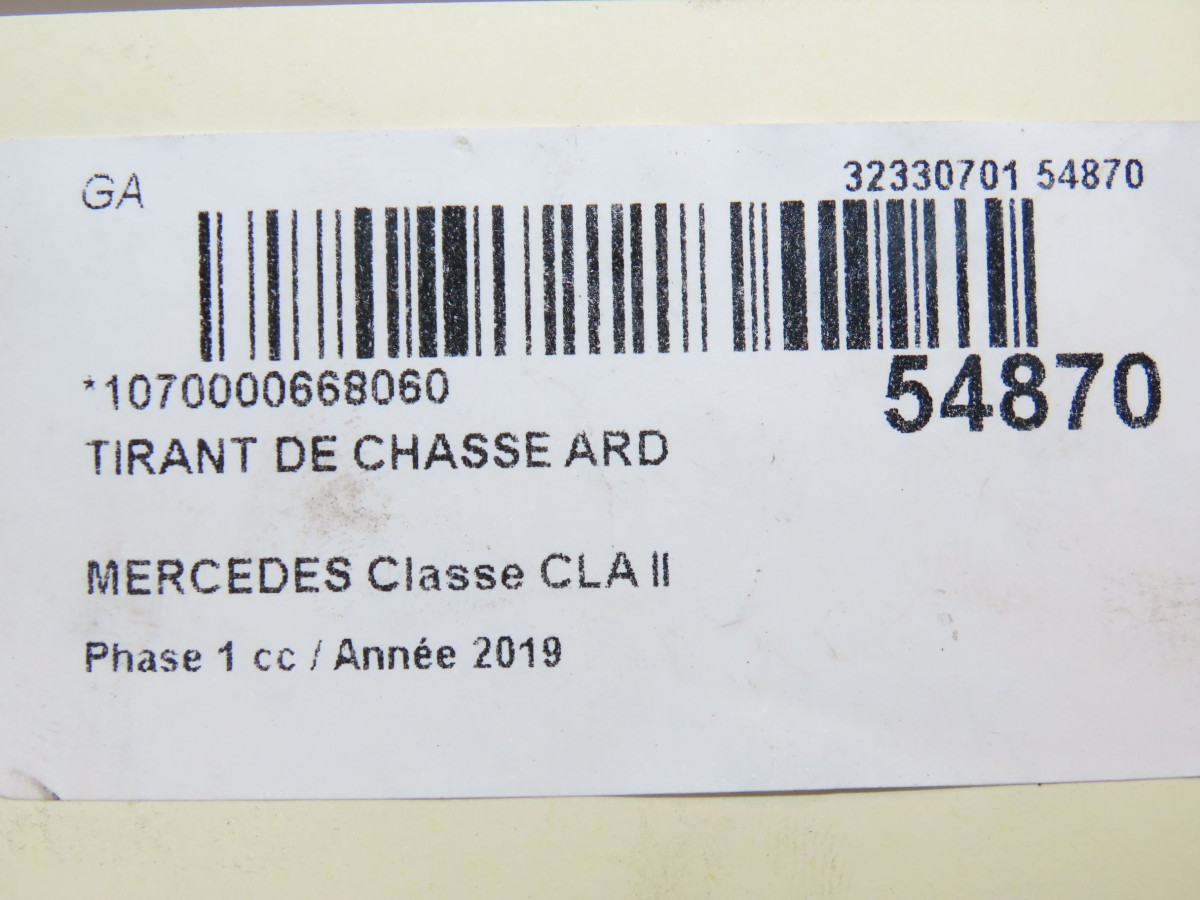 GA
32330701 54870
*1070000668060
54870
TIRANT DE CHASSE ARD
MERCEDES Classe CLA II
Phase 1 cc / Année 2019